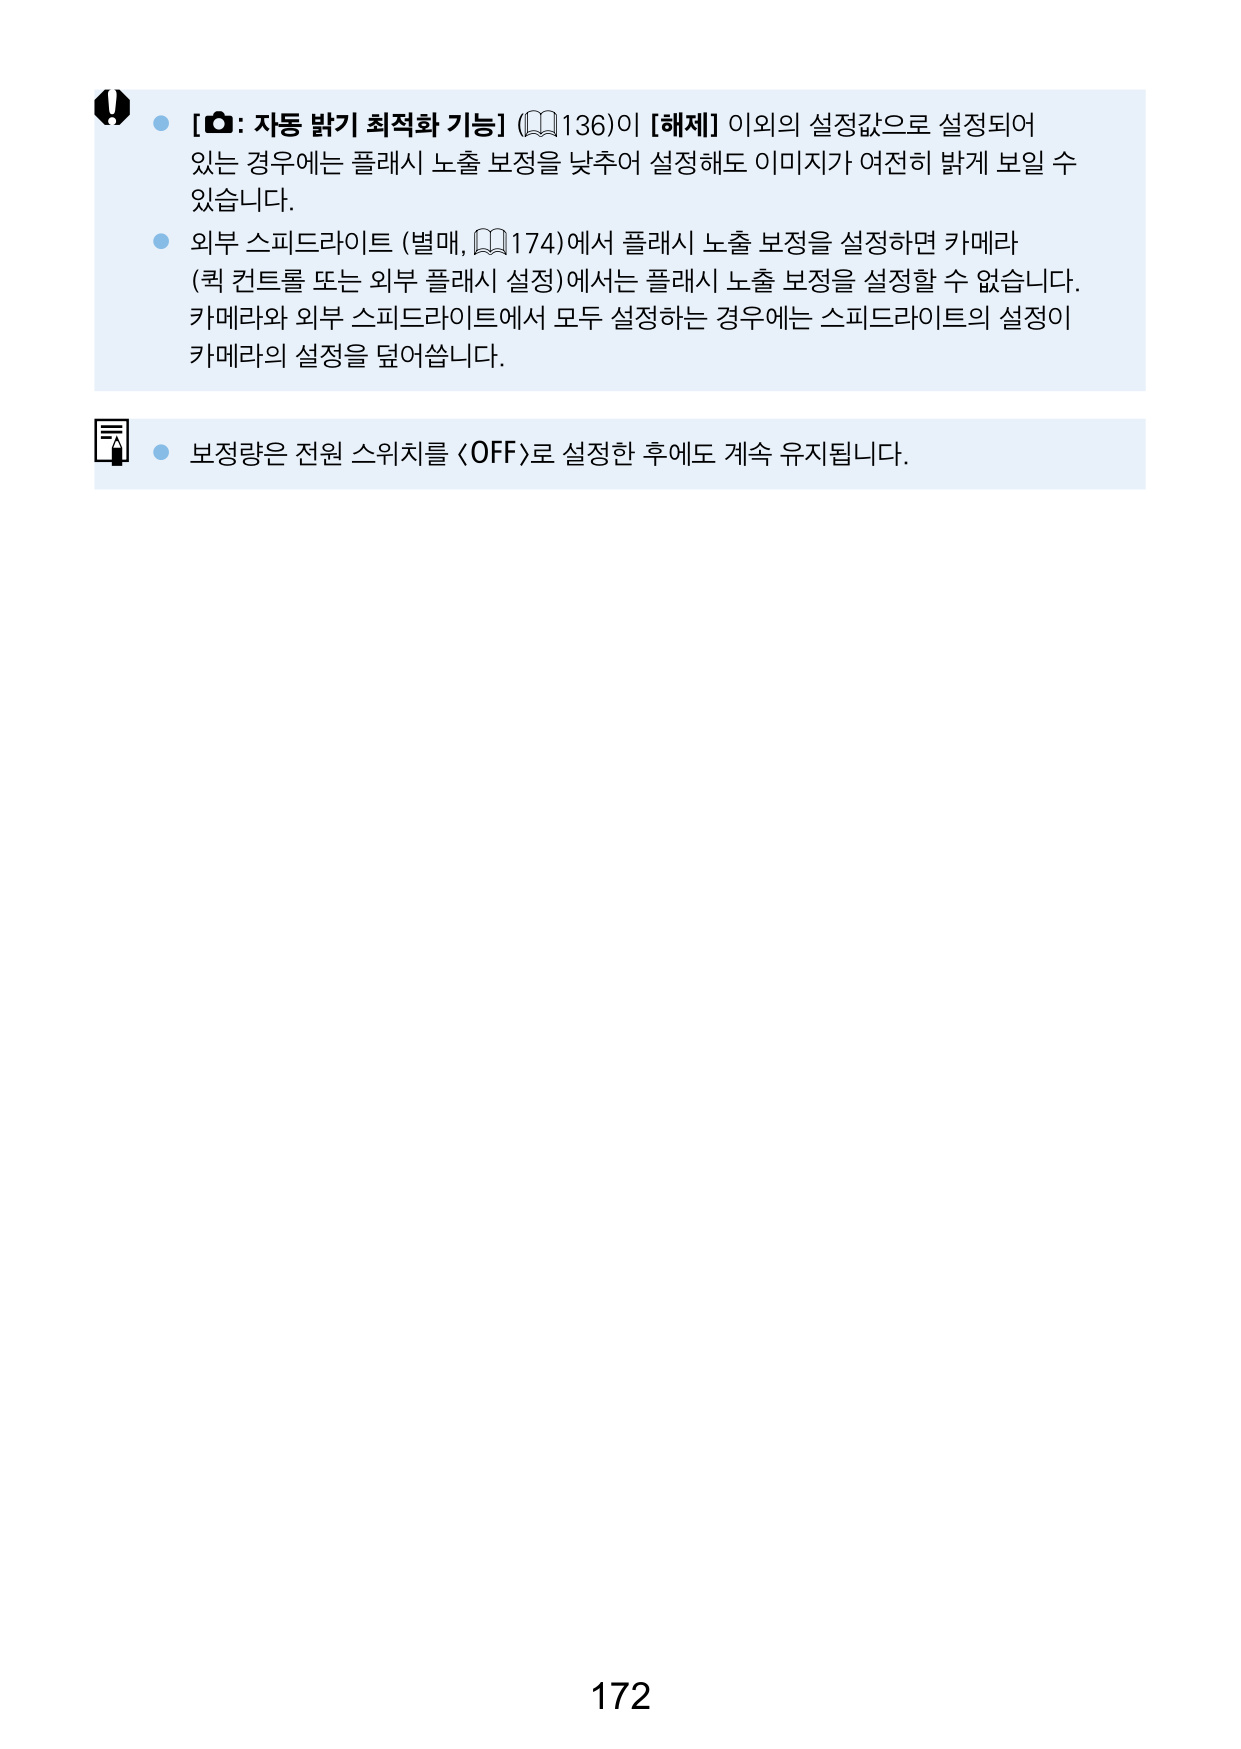 [: 자동 밝기 최적화 기능] (136)이 [해제] 이외의 설정값으로 설정되어
있는 경우에는 플래시 노출 보정을 낮추어 설정해도 이미지가 여전히 밝게 보일 수
있습니다.
외부 스피드라이트 (별매, 174)에서 플래시 노출 보정을 설정하면 카메라
(퀵 컨트롤 또는 외부 플래시 설정)에서는 플래시 노출 보정을 설정할 수 없습니다.
카메라와 외부 스피드라이트에서 모두 설정하는 경우에는 스피드라이트의 설정이
카메라의 설정을 덮어씁니다.
보정량은 전원 스위치를 〈OFF〉로 설정한 후에도 계속 유지됩니다.
172